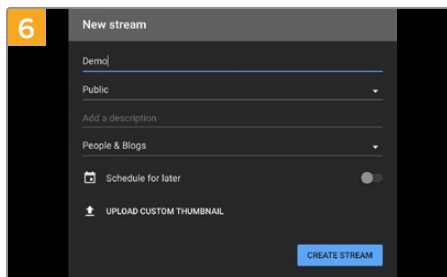 6
New stream
Demo
Public
Add a description
People & Blogs
Schedule for later
UPLOAD CUSTOM THUMBNAIL
CREATE STREAM